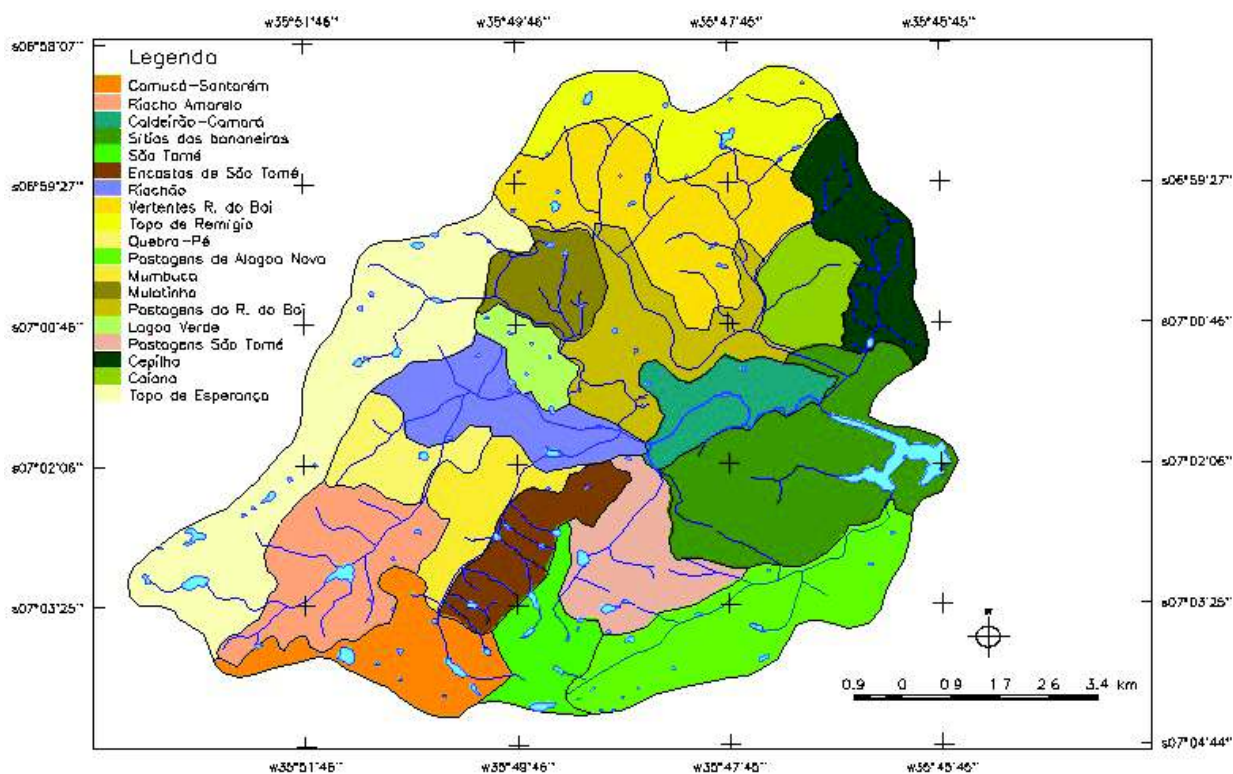 w35°51'46" w35°49'46" w35°47'46" w35°45'45"
s06°58'07"
Legenda
Camucá-Santarém
Riacho Amarelo
Caldeirão-Camará
Sítios das bananeiras
São Tomé
Encostas de São Tomé
Riachão
Vertentes R. do Boi
Topo de Remígio
Quebra-Pé
Pastagens de Alagoa Nova
Mumbuca
Mulatinha
Pastagens do R. do Boi
Lagoa Verde
Pastagens São Tomé
Cepilho
Caiana
Topo de Esperança
s06°59'27" s06°59'27"
s07°00'46" s07°00'46"
s07°02'06" s07°02'06"
s07°03'25" s07°03'25"
0.9 0 0.9 1.7 2.6 3.4 km
s07°04'44"
w35°51'46" w35°49'46" w35°47'46" w35°45'46"